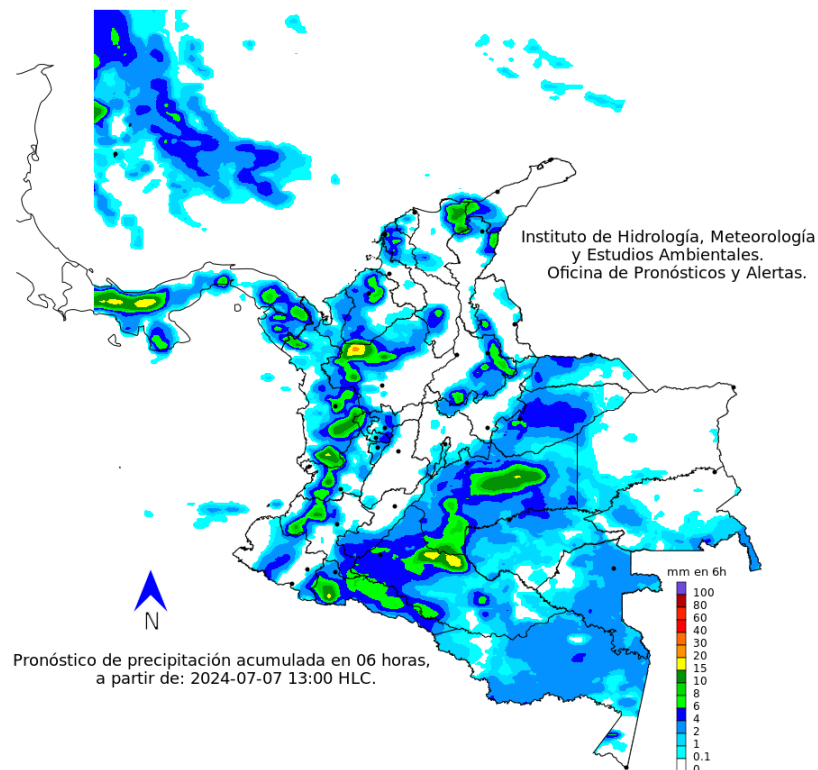 Instituto de Hidrología, Meteorología
y Estudios Ambientales.
Oficina de Pronósticos y Alertas.
N
Pronóstico de precipitación acumulada en 06 horas,
a partir de: 2024-07-07 13:00 HLC.
mm en 6h
100
80
60
40
30
20
15
10
8
6
4
2
1
0.1
0